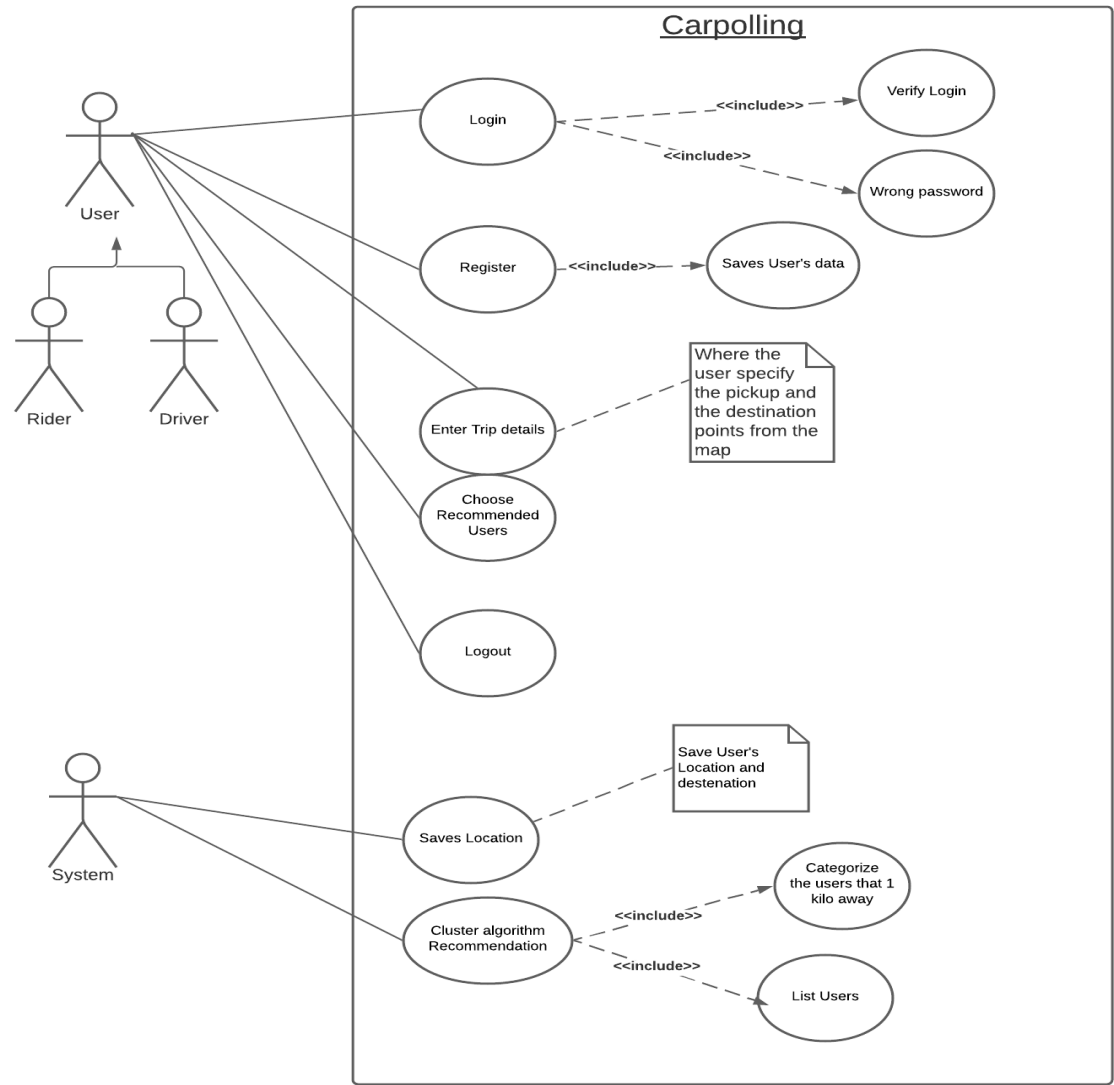 Carpolling
User
Rider
Driver
Login
<<include>>
Verify Login
<<include>>
Wrong password
Register
<<include>>
Saves User's data
Enter Trip details
Where the
user specify
the pickup and
the destination
points from the
map
Choose
Recommended
Users
Logout
System
Saves Location
Save User's
Location and
destenation
Cluster algorithm
Recommendation
<<include>>
Categorize
the users that 1
kilo away
<<include>>
List Users